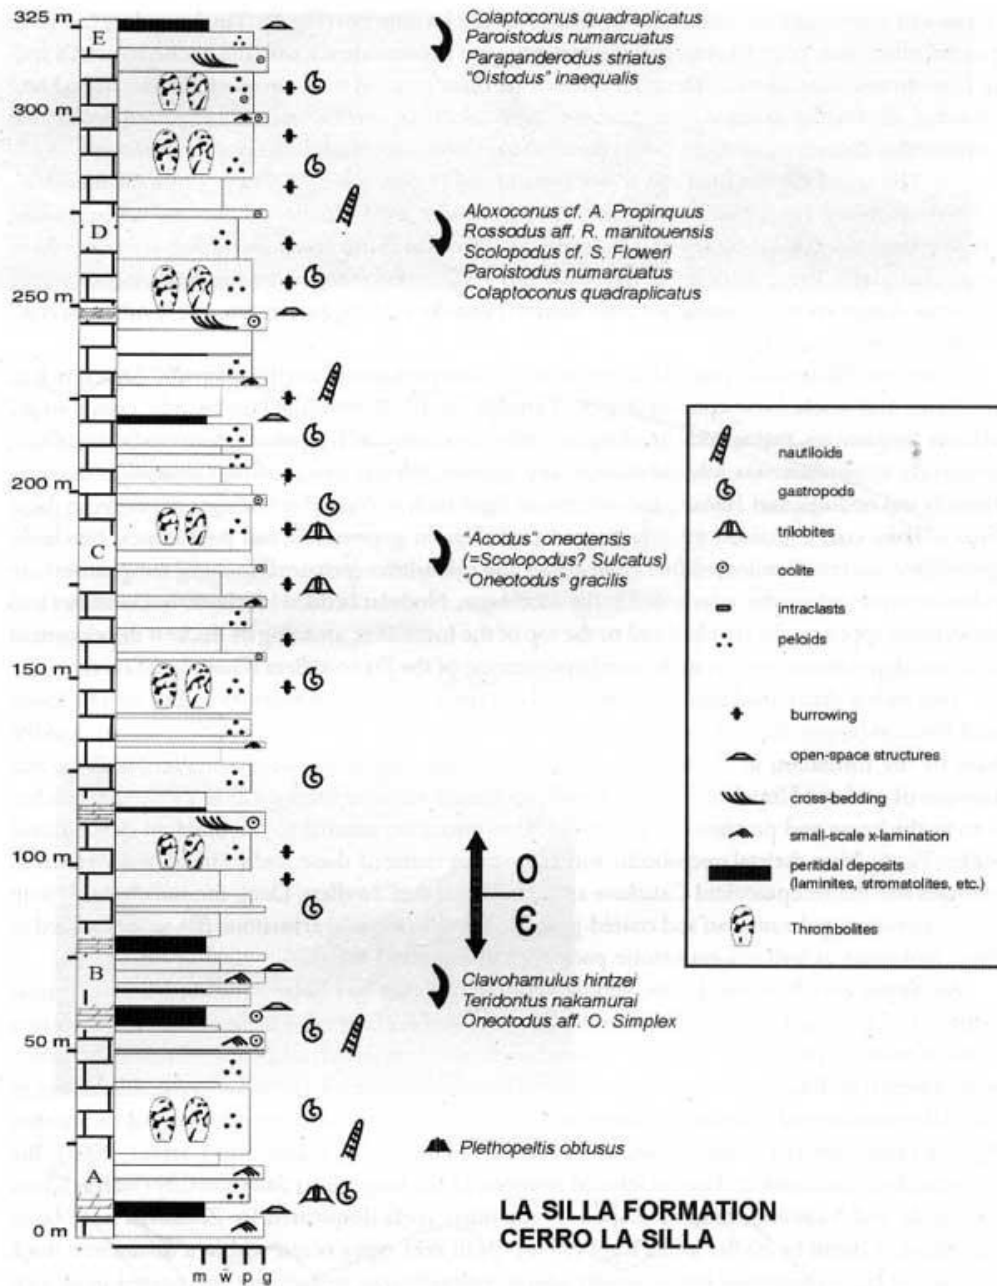 325 m
E
300 m
D
250 m
200 m
C
150 m
100 m
B
50 m
A
0 m
m w p g
Colaptoconus quadraplicatus
Paroistodus numarcuatus
Parapanderodus striatus
"Oistodus" inaequalis
Aloxoconus cf. A. Propinquus
Rossodus aff. R. manitouensis
Scolopodus cf. S. Floweri
Paroistodus numarcuatus
Colaptoconus quadraplicatus
"Acodus" oneotensis
(=Scolopodus? Sulcatus)
"Oneotodus" gracilis
O
Є
Clavohamulus hintzei
Teridontus nakamurai
Oneotodus aff. O. Simplex
Plethopeltis obtusus
LA SILLA FORMATION
CERRO LA SILLA
nautiloids
gastropods
trilobites
oolite
intraclasts
peloids
burrowing
open-space structures
cross-bedding
small-scale x-lamination
peritidal deposits
(laminites, stromatolites, etc.)
Thrombolites